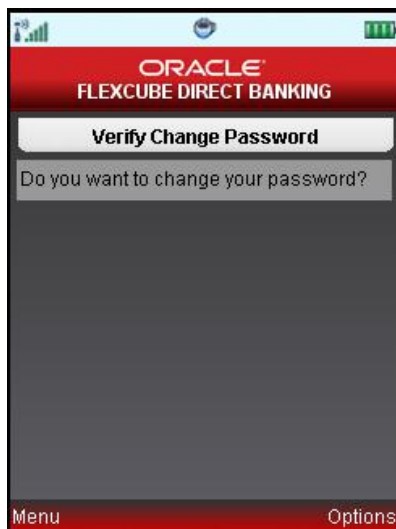 ORACLE
FLEXCUBE DIRECT BANKING
Verify Change Password
Do you want to change your password?
Menu Options